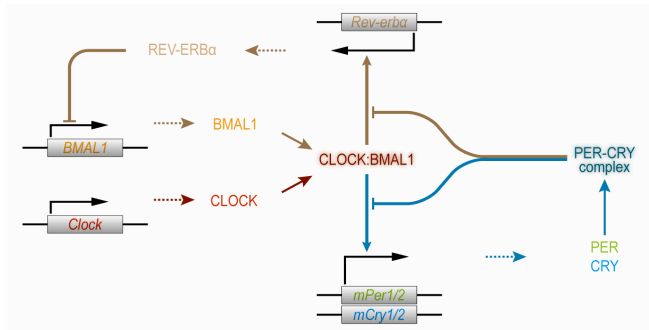 Rev-erbα
REV-ERBα
BMAL1
BMAL1
CLOCK:BMAL1
PER-CRY
complex
CLOCK
Clock
PER
CRY
mPer1/2
mCry1/2